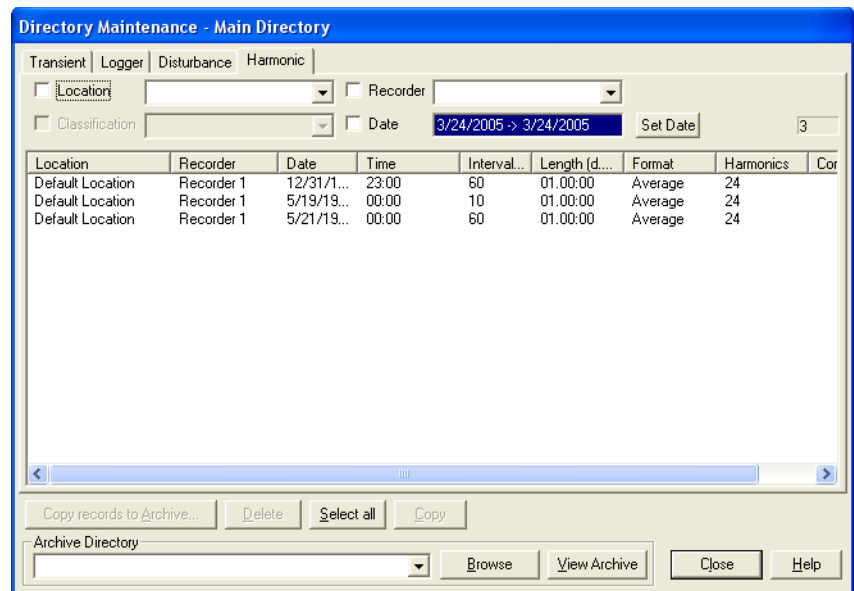 Directory Maintenance - Main Directory
Transient Logger Disturbance Harmonic
Location Recorder
Classification Date 3/24/2005 -> 3/24/2005 Set Date 3
Location Recorder Date Time Interval... Length (d.... Format Harmonics Cor
Default Location Recorder 1 12/31/1... 23:00 60 01.00:00 Average 24
Default Location Recorder 1 5/19/19... 00:00 10 01.00:00 Average 24
Default Location Recorder 1 5/21/19... 00:00 60 01.00:00 Average 24
Copy records to Archive... Delete Select all Copy
Archive Directory
Browse View Archive Close Help